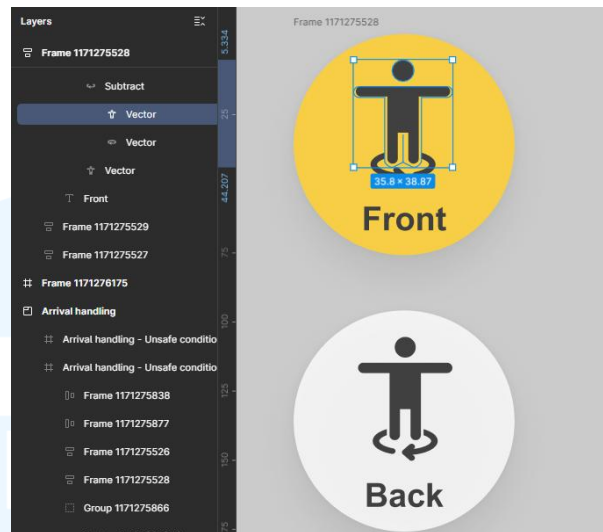 Layers
Frame 1171275528
Subtract
Vector
Vector
Vector
Front
Frame 1171275529
Frame 1171275527
Frame 1171276175
Arrival handling
Arrival handling - Unsafe conditio
Arrival handling - Unsafe conditio
Frame 1171275838
Frame 1171275877
Frame 1171275526
Frame 1171275528
Group 1171275866
5.334
25
44.207
75
100
125
150
75
Frame 1171275528
35.8 × 38.87
Front
Back